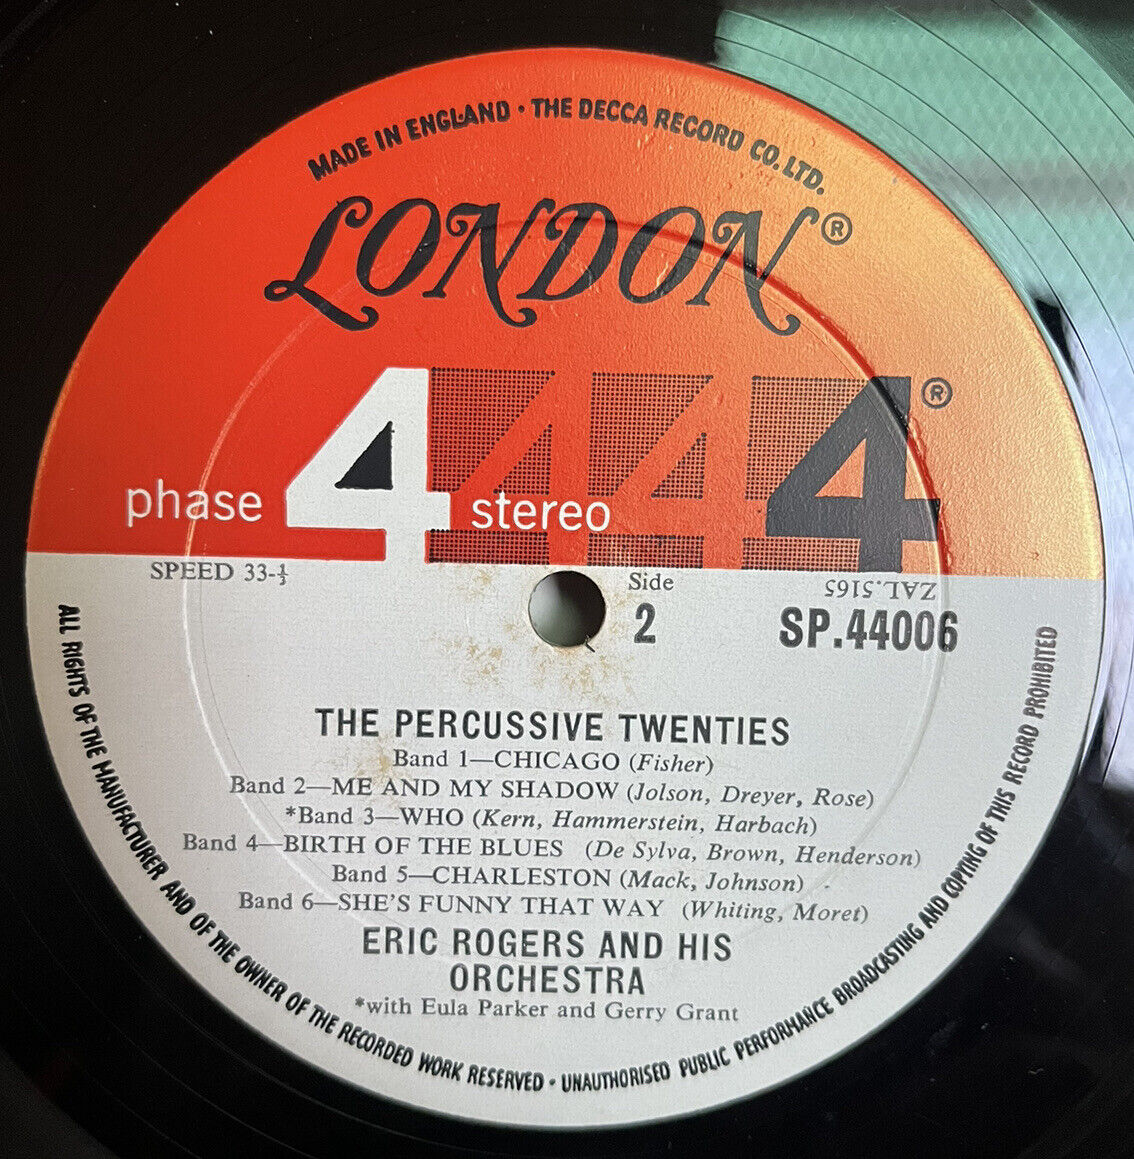 MADE IN ENGLAND · THE DECCA RECORD CO. LTD.
LONDON®
phase 4 stereo 4 4 4 ®
SPEED 33-⅓
Side
2
ZAL.5165
SP.44006
THE PERCUSSIVE TWENTIES
Band 1—CHICAGO (Fisher)
Band 2—ME AND MY SHADOW (Jolson, Dreyer, Rose)
*Band 3—WHO (Kern, Hammerstein, Harbach)
Band 4—BIRTH OF THE BLUES (De Sylva, Brown, Henderson)
Band 5—CHARLESTON (Mack, Johnson)
Band 6—SHE'S FUNNY THAT WAY (Whiting, Moret)
ERIC ROGERS AND HIS
ORCHESTRA
*with Eula Parker and Gerry Grant
ALL RIGHTS OF THE MANUFACTURER AND OF THE OWNER OF THE RECORDED WORK RESERVED · UNAUTHORISED PUBLIC PERFORMANCE BROADCASTING AND COPYING OF THIS RECORD PROHIBITED